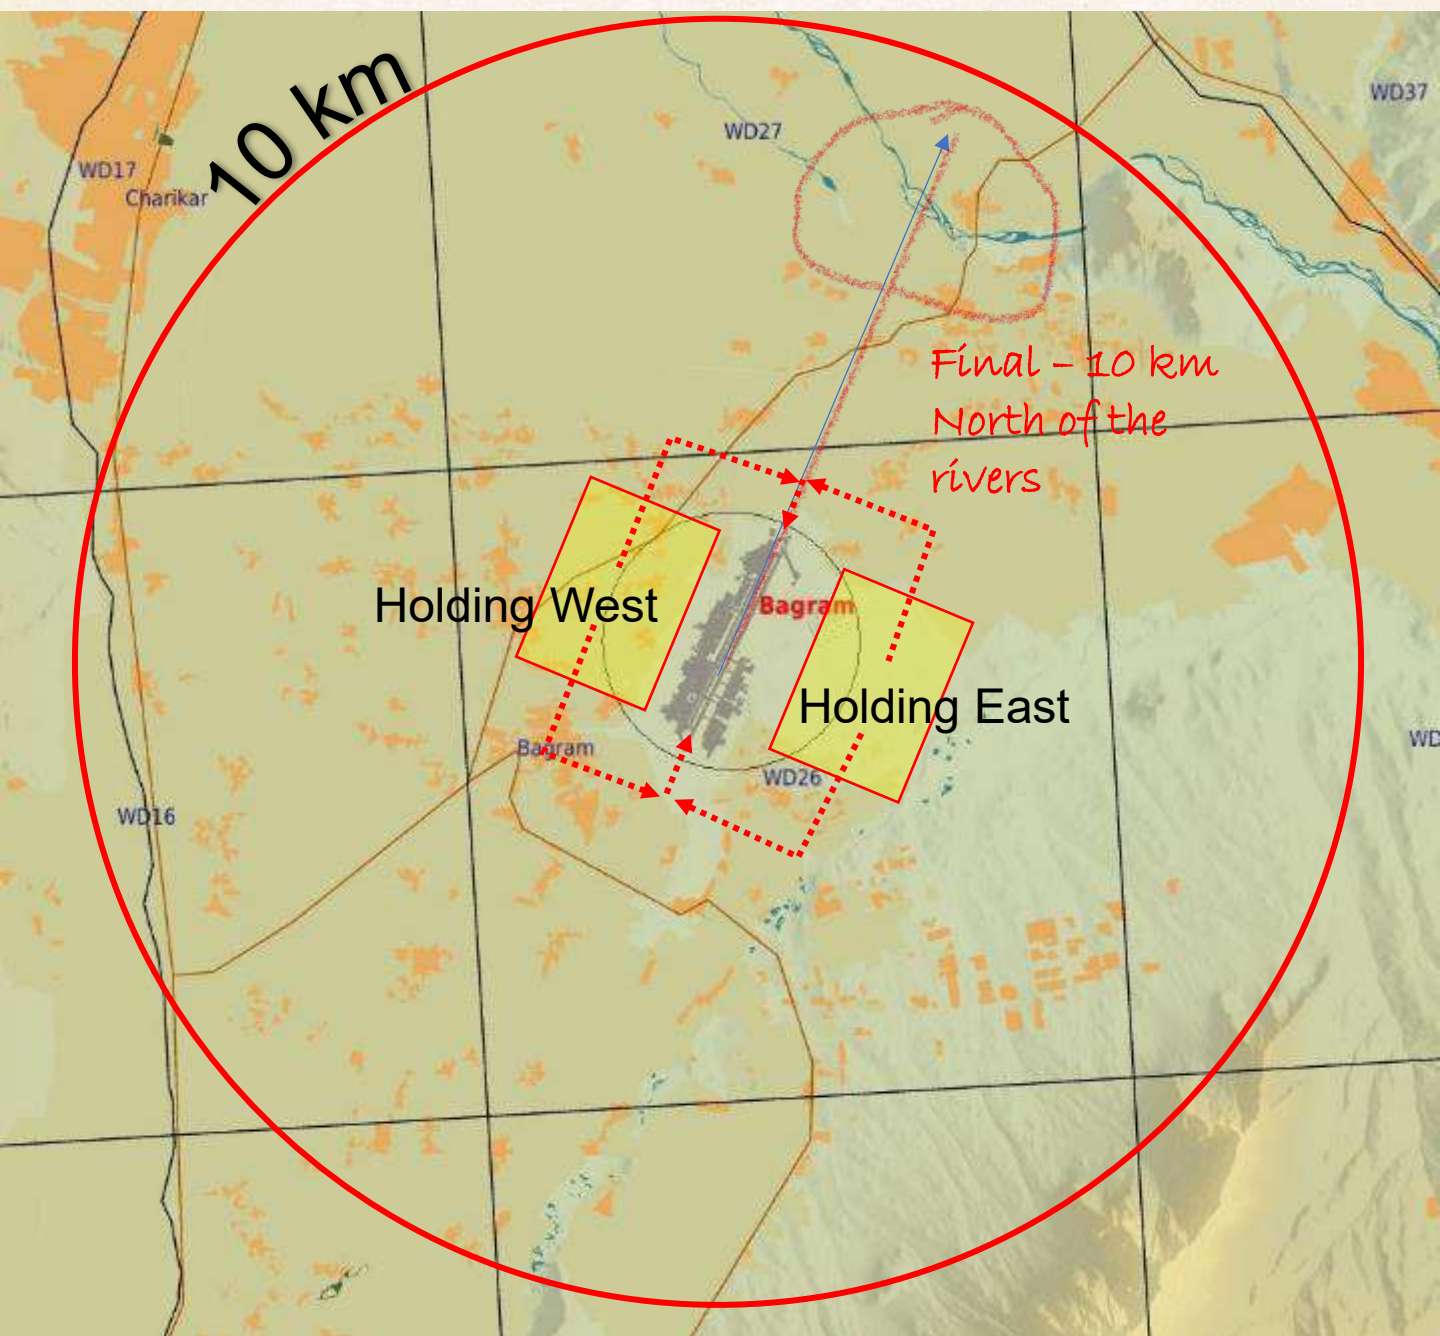 10 km
WD37
WD27
WD17
Charikar
Final – 10 km
North of the
rivers
Bagram
Holding West
Holding East
Bagram
WD26
WD
WD16